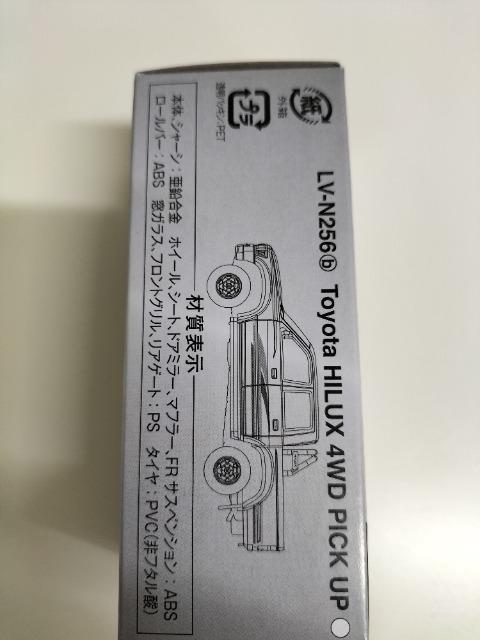 紙
外箱
プラ
透明パッキン:PET
LV-N256ⓑ Toyota HILUX 4WD PICK UP
材質表示
本体、シャーシ:亜鉛合金 ホイール、シート、ドアミラー、マフラー、FRサスペンション:ABS
ロールバー:ABS 窓ガラス、フロントグリル、リアゲート:PS タイヤ:PVC(非フタル酸)